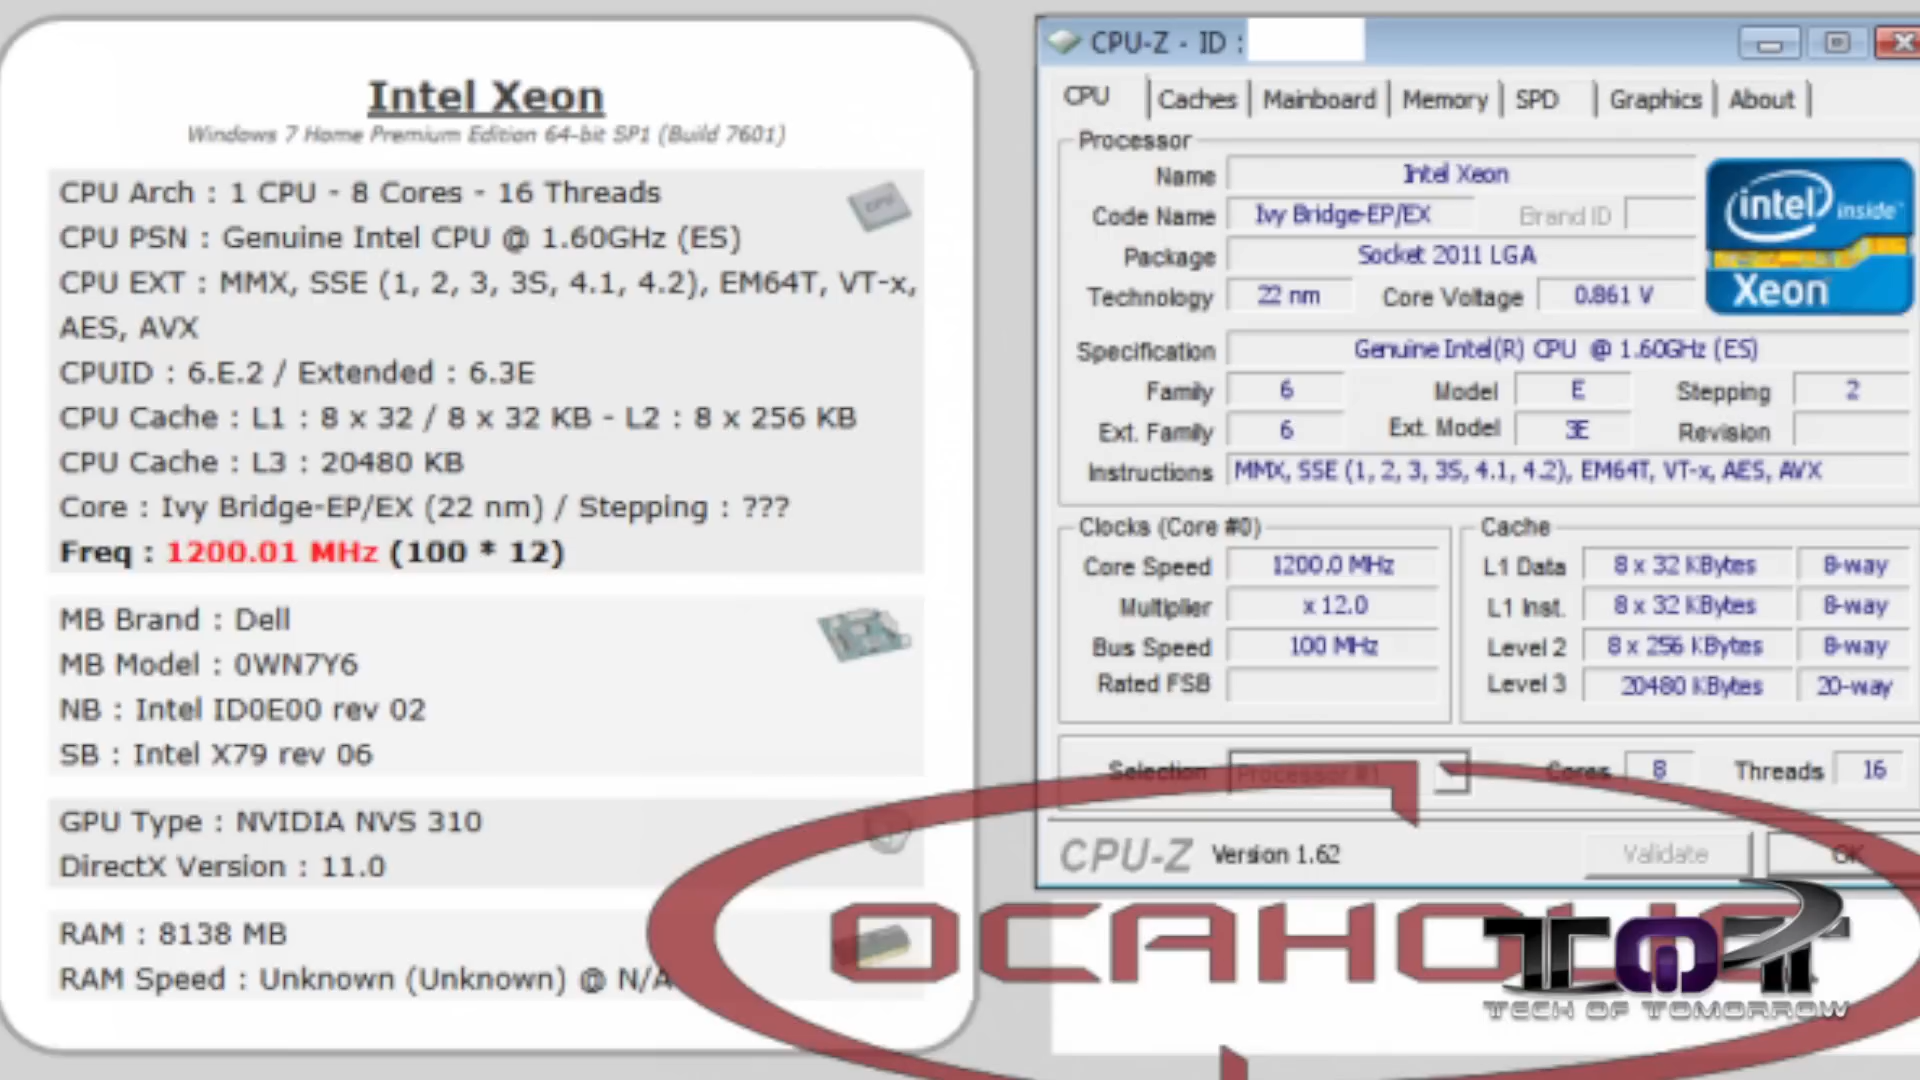 Intel Xeon
Windows 7 Home Premium Edition 64-bit SP1 (Build 7601)
CPU Arch : 1 CPU - 8 Cores - 16 Threads
CPU PSN : Genuine Intel CPU @ 1.60GHz (ES)
CPU EXT : MMX, SSE (1, 2, 3, 3S, 4.1, 4.2), EM64T, VT-x,
AES, AVX
CPUID : 6.E.2 / Extended : 6.3E
CPU Cache : L1 : 8 x 32 / 8 x 32 KB - L2 : 8 x 256 KB
CPU Cache : L3 : 20480 KB
Core : Ivy Bridge-EP/EX (22 nm) / Stepping : ???
Freq : 1200.01 MHz (100 * 12)
MB Brand : Dell
MB Model : 0WN7Y6
NB : Intel ID0E00 rev 02
SB : Intel X79 rev 06
GPU Type : NVIDIA NVS 310
DirectX Version : 11.0
RAM : 8138 MB
RAM Speed : Unknown (Unknown) @ N/A
CPU-Z - ID :
CPU Caches Mainboard Memory SPD Graphics About
Processor
Name Intel Xeon
Code Name Ivy Bridge-EP/EX Brand ID
Package Socket 2011 LGA
Technology 22 nm Core Voltage 0.861 V
intel inside™
Xeon
Specification Genuine Intel(R) CPU @ 1.60GHz (ES)
Family 6 Model E Stepping 2
Ext. Family 6 Ext. Model 3E Revision
Instructions MMX, SSE (1, 2, 3, 3S, 4.1, 4.2), EM64T, VT-x, AES, AVX
Clocks (Core #0) Cache
Core Speed 1200.0 MHz L1 Data 8 x 32 KBytes 8-way
Multiplier x 12.0 L1 Inst. 8 x 32 KBytes 8-way
Bus Speed 100 MHz Level 2 8 x 256 KBytes 8-way
Rated FSB Level 3 20480 KBytes 20-way
Selection Processor #1 Cores 8 Threads 16
CPU-Z Version 1.62 Validate OK
TOT
TECH OF TOMORROW